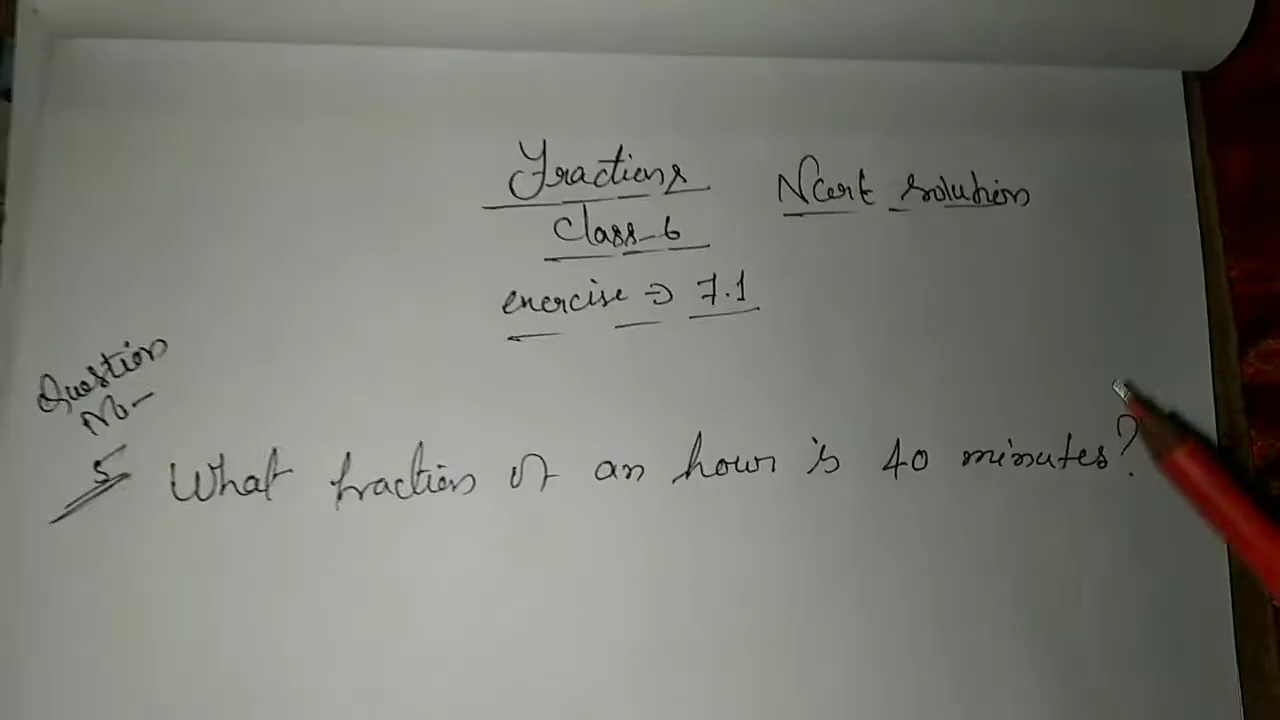 Fractions
Ncert solution
Class-6
exercise => 7.1
Question
No-
5 What fraction of an hour is 40 minutes?